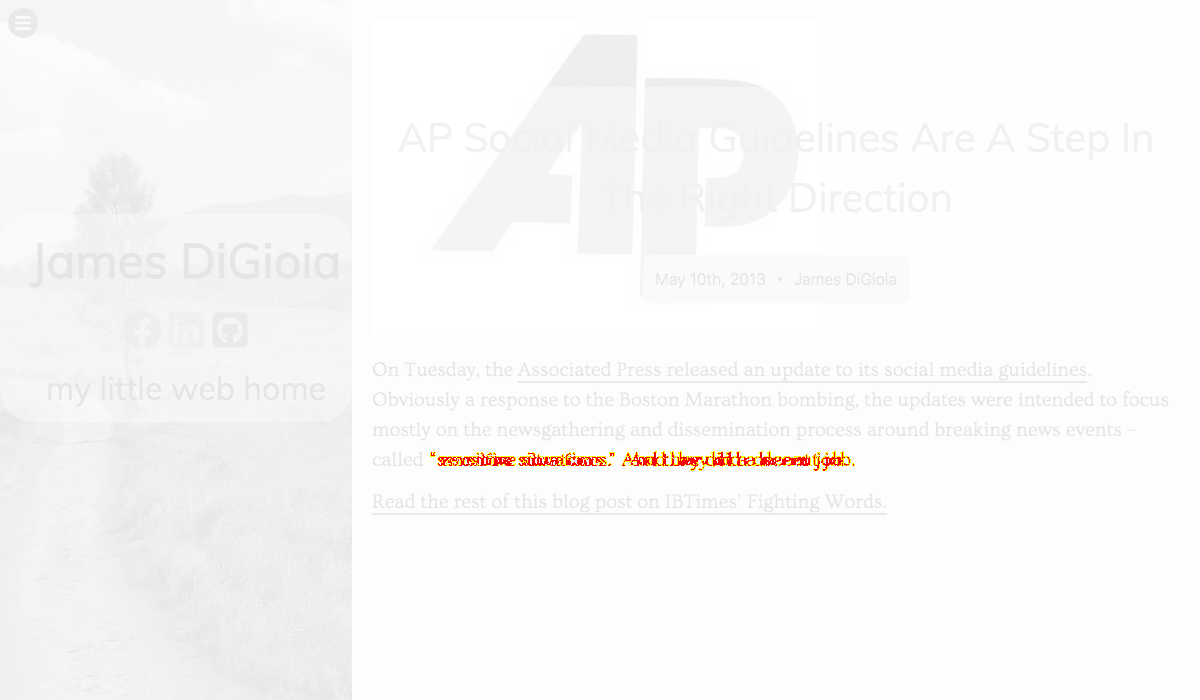 AP
AP Social Media Guidelines Are A Step In
The Right Direction
May 10th, 2013 • James DiGioia
James DiGioia
my little web home
On Tuesday, the Associated Press released an update to its social media guidelines.
Obviously a response to the Boston Marathon bombing, the updates were intended to focus
mostly on the newsgathering and dissemination process around breaking news events –
called “sensitive situations.” And they job.
Read the rest of this blog post on IBTimes’ Fighting Words.